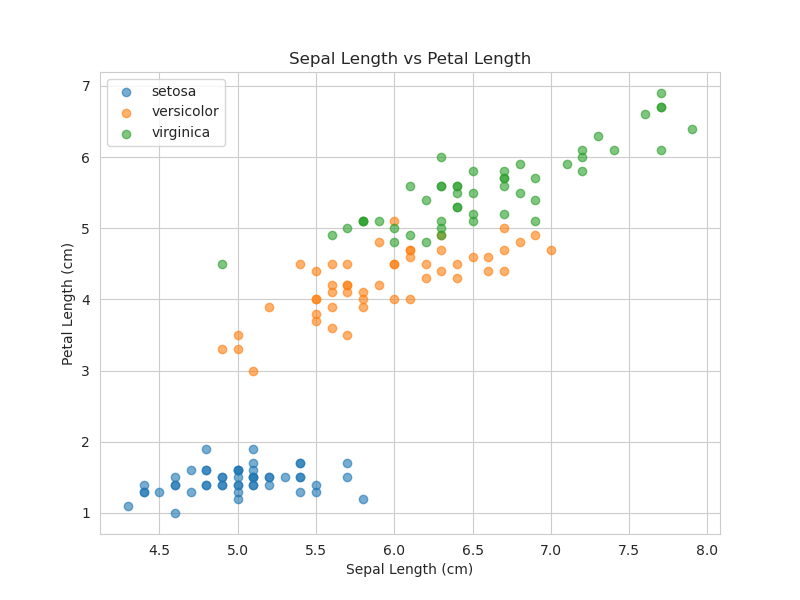 Sepal Length vs Petal Length
setosa
versicolor
virginica
Petal Length (cm)
7
6
5
4
3
2
1
4.5 5.0 5.5 6.0 6.5 7.0 7.5 8.0
Sepal Length (cm)